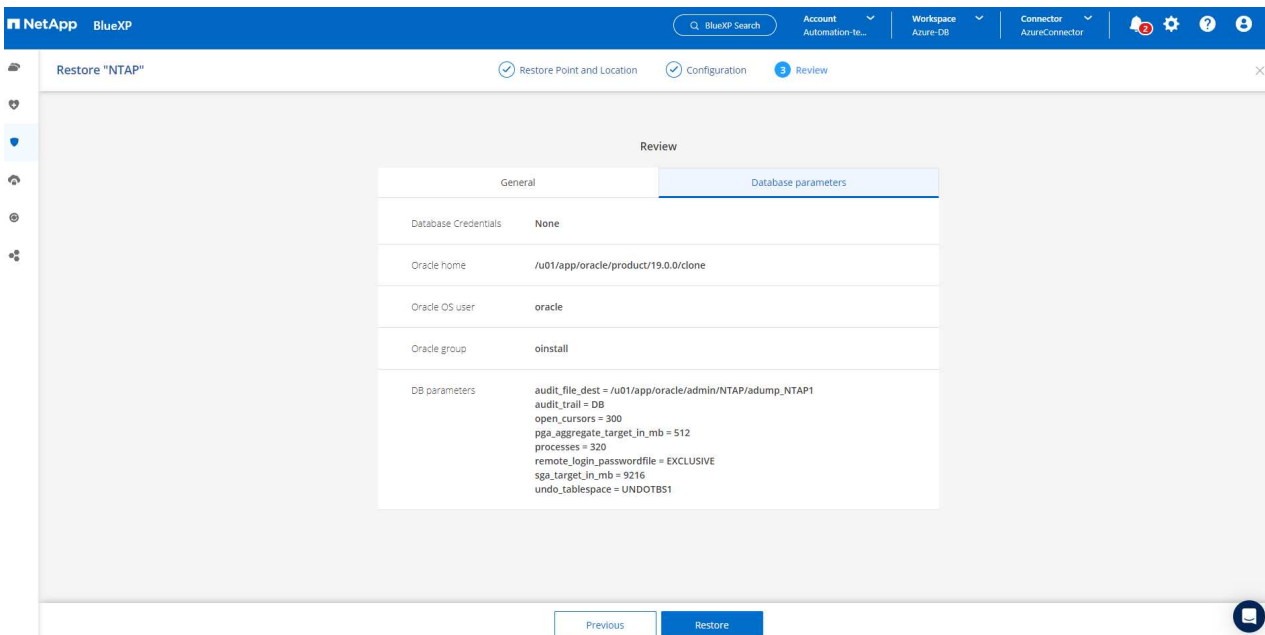 NetApp BlueXP
BlueXP Search
Account
Automation-te...
Workspace
Azure-DB
Connector
AzureConnector
2
Restore "NTAP"
Restore Point and Location
Configuration
3 Review
Review
General
Database parameters
Database Credentials None
Oracle home /u01/app/oracle/product/19.0.0/clone
Oracle OS user oracle
Oracle group oinstall
DB parameters audit_file_dest = /u01/app/oracle/admin/NTAP/adump_NTAP1
audit_trail = DB
open_cursors = 300
pga_aggregate_target_in_mb = 512
processes = 320
remote_login_passwordfile = EXCLUSIVE
sga_target_in_mb = 9216
undo_tablespace = UNDOTBS1
Previous
Restore